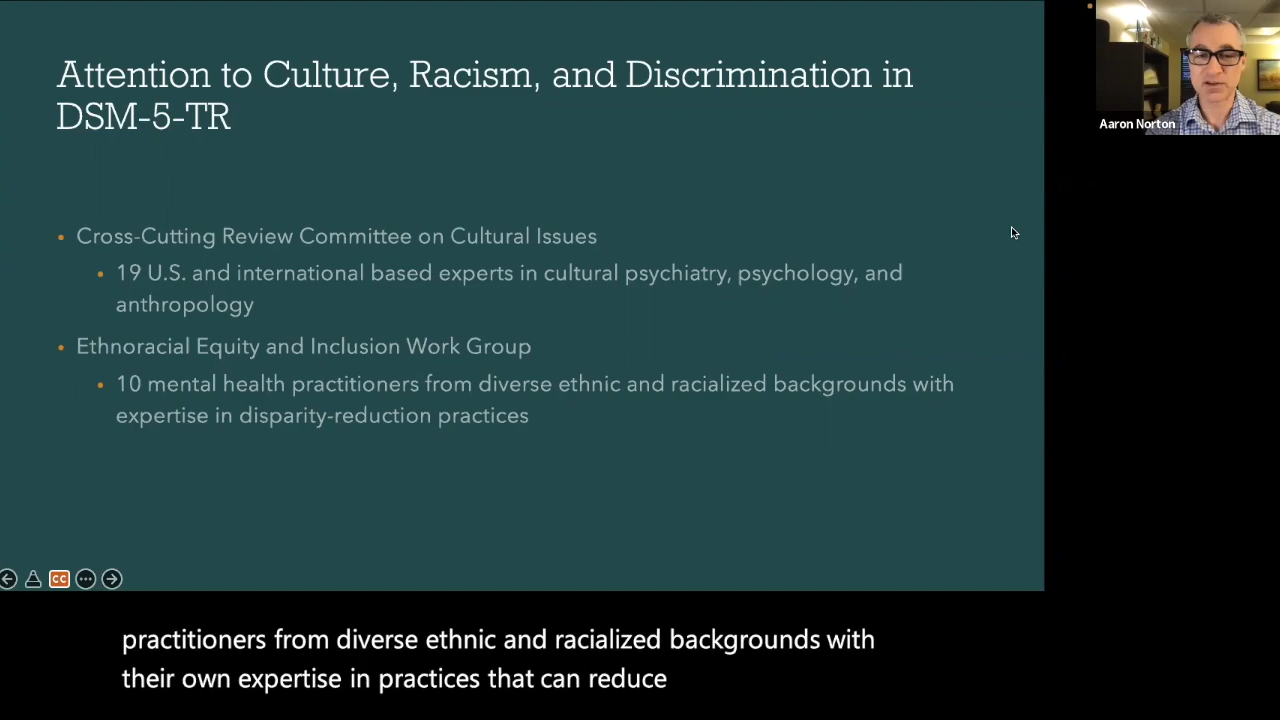 Attention to Culture, Racism, and Discrimination in
DSM-5-TR
• Cross-Cutting Review Committee on Cultural Issues
• 19 U.S. and international based experts in cultural psychiatry, psychology, and
anthropology
• Ethnoracial Equity and Inclusion Work Group
• 10 mental health practitioners from diverse ethnic and racialized backgrounds with
expertise in disparity-reduction practices
Aaron Norton
CC
practitioners from diverse ethnic and racialized backgrounds with
their own expertise in practices that can reduce